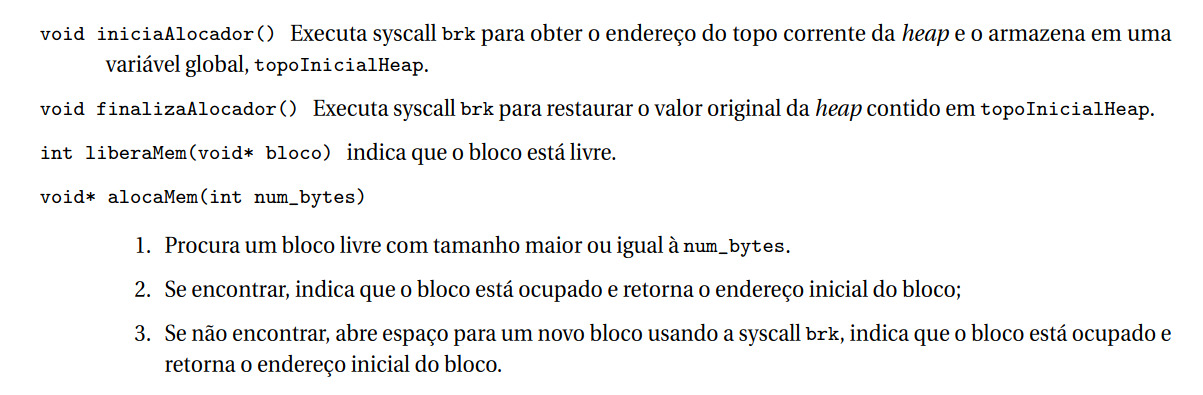 void iniciaAlocador() Executa syscall brk para obter o endereço do topo corrente da heap e o armazena em uma
variável global, topoInicialHeap.
void finalizaAlocador() Executa syscall brk para restaurar o valor original da heap contido em topoInicialHeap.
int liberaMem(void* bloco) indica que o bloco está livre.
void* alocaMem(int num_bytes)
1. Procura um bloco livre com tamanho maior ou igual à num_bytes.
2. Se encontrar, indica que o bloco está ocupado e retorna o endereço inicial do bloco;
3. Se não encontrar, abre espaço para um novo bloco usando a syscall brk, indica que o bloco está ocupado e
retorna o endereço inicial do bloco.